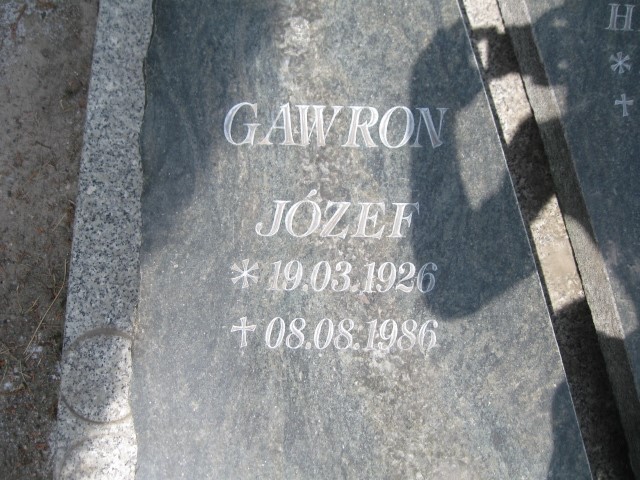 GAWRON
JÓZEF
* 19.03.1926
† 08.08.1986
H
*
†